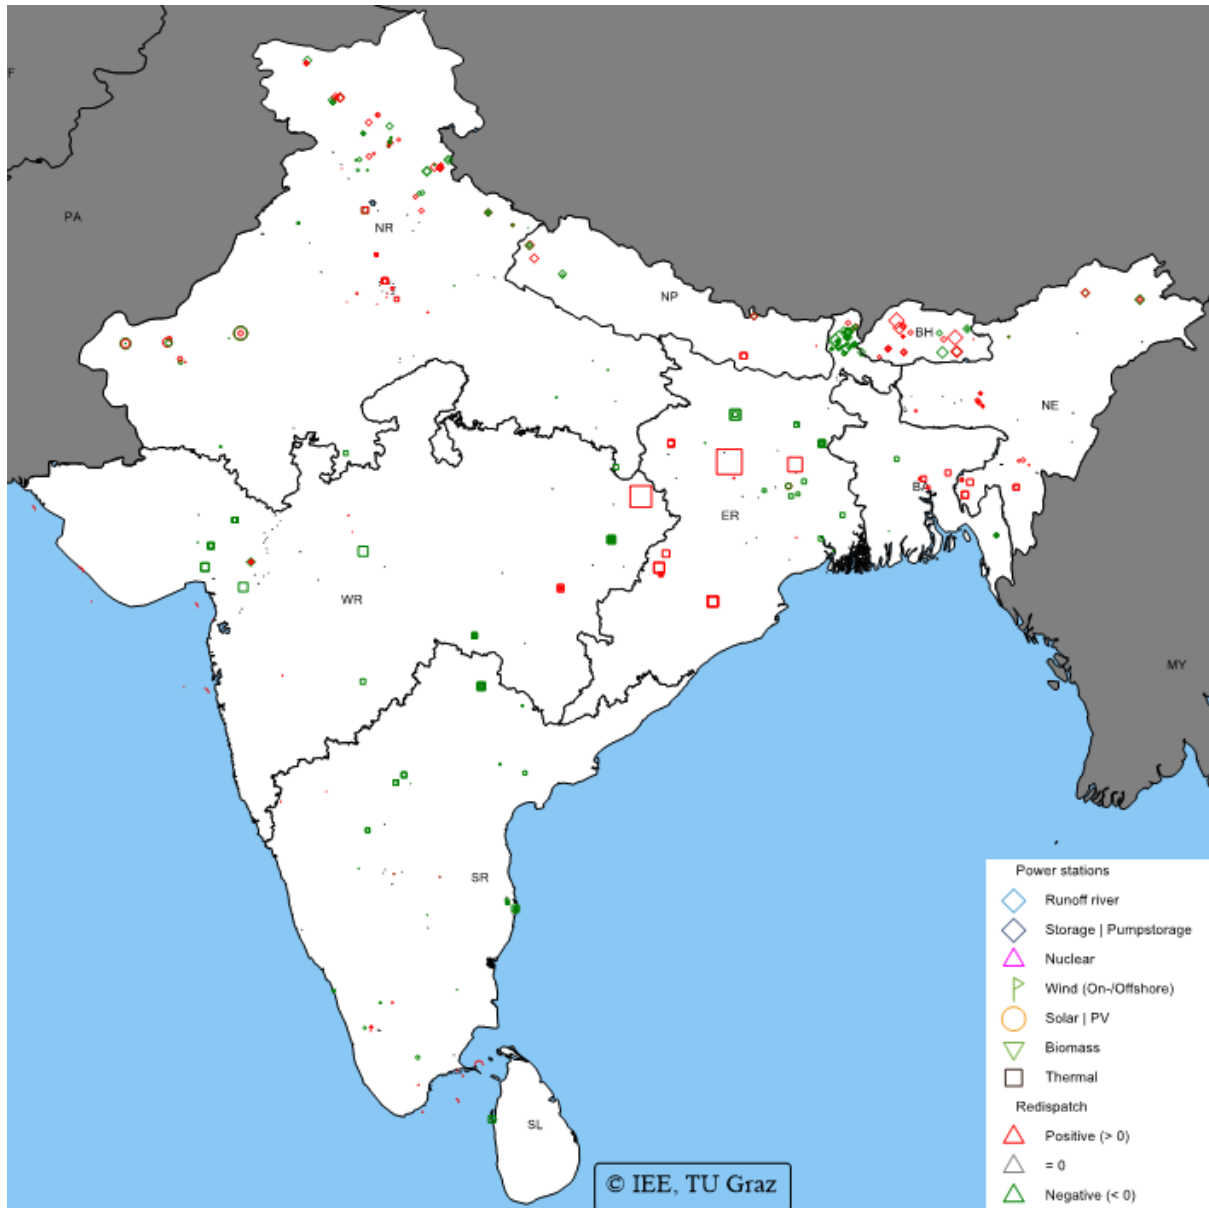 F
PA
NR
NP
BH
NE
BA
ER
WR
MY
SR
SL
Power stations
Runoff river
Storage | Pumpstorage
Nuclear
Wind (On-/Offshore)
Solar | PV
Biomass
Thermal
Redispatch
Positive (> 0)
= 0
Negative (< 0)
© IEE, TU Graz